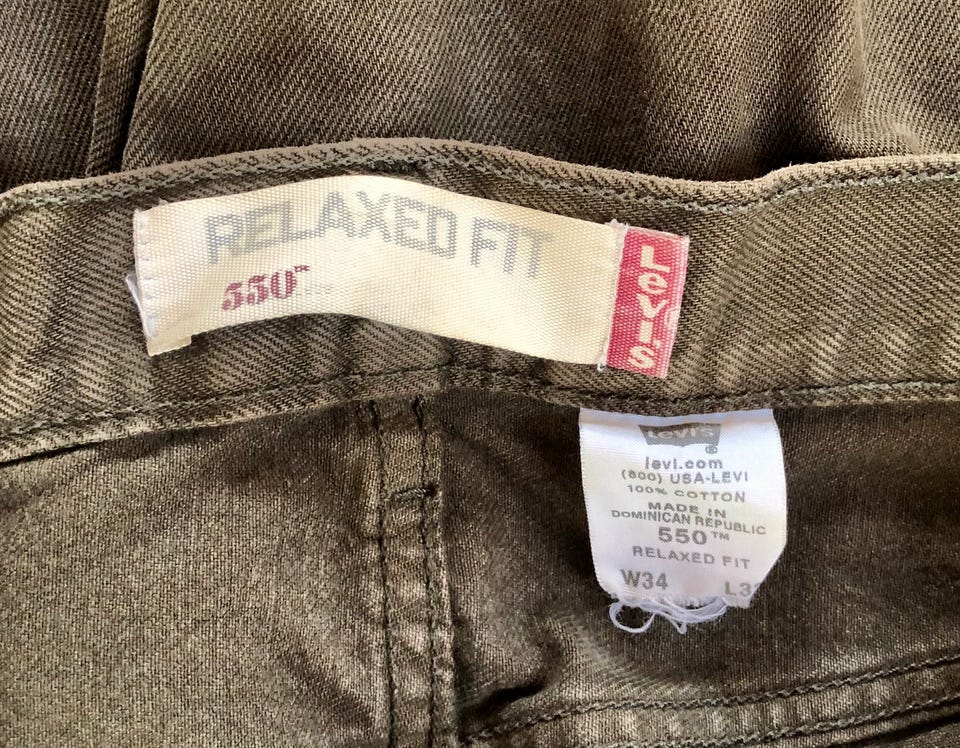 RELAXED FIT
550™
Levi's
Levi's
®
levi.com
(800) USA-LEVI
100% COTTON
MADE IN
DOMINICAN REPUBLIC
550™
RELAXED FIT
W34